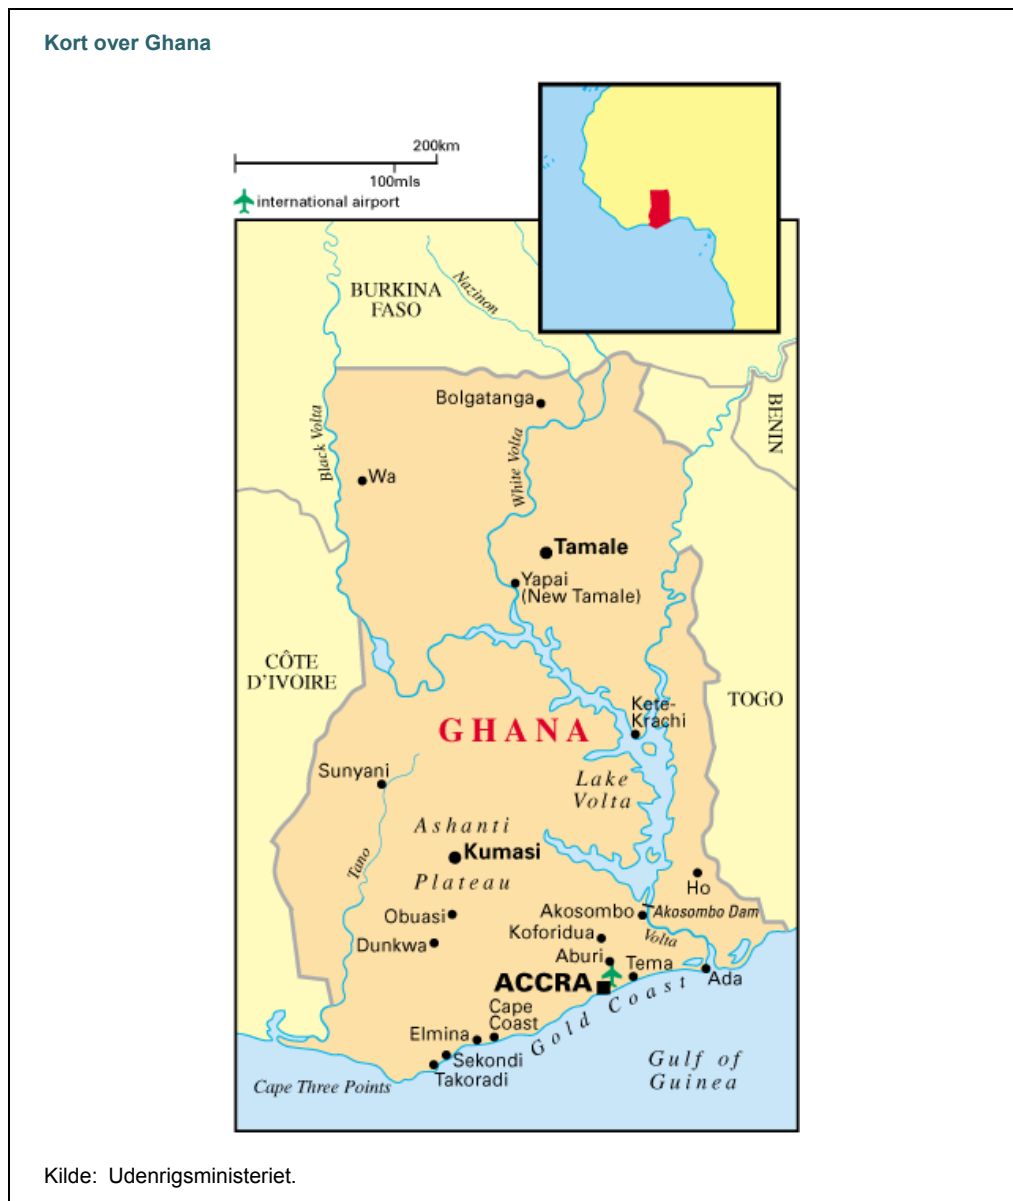 Kort over Ghana
200km
100mls
international airport
BURKINA
FASO
Nazinon
BENIN
Bolgatanga
Black Volta
White Volta
Wa
Tamale
Yapai
(New Tamale)
CÔTE
D'IVOIRE
TOGO
Kete-
Krachi
GHANA
Sunyani
Lake
Volta
Ashanti
Kumasi
Plateau
Tano
Ho
Obuasi
Akosombo
Akosombo Dam
Koforidua
Volta
Dunkwa
Aburi
Tema
ACCRA
Ada
Cape
Coast
Gold Coast
Elmina
Sekondi
Takoradi
Cape Three Points
Gulf of
Guinea
Kilde: Udenrigsministeriet.